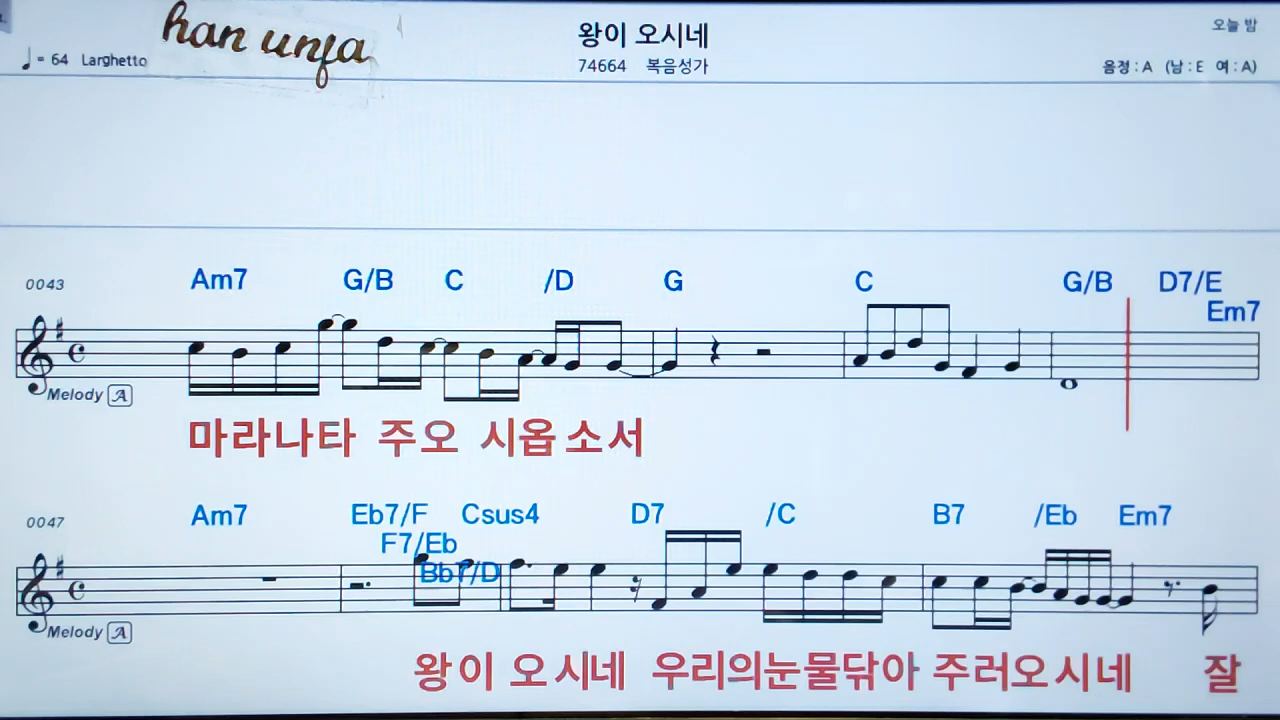 han unja
왕이 오시네
오늘 밤
♩= 64 Larghetto
74664 복음성가
음정 : A (남 : E 여 : A)
0043 Am7 G/B C /D G C G/B D7/E
Em7
Melody A
마라나타 주오 시옵소서
0047 Am7 Eb7/F Csus4 D7 /C B7 /Eb Em7
F7/Eb
Bb7/D
Melody A
왕이 오시네 우리의눈물닦아 주러오시네 잘